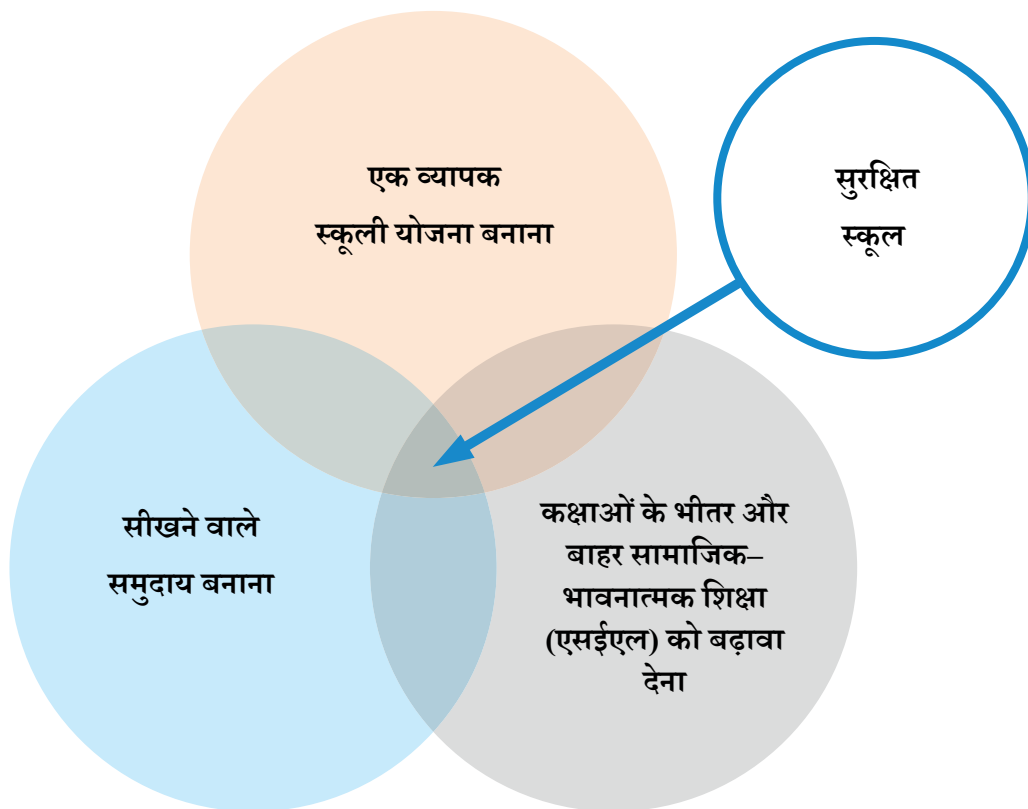 एक व्यापक
स्कूली योजना बनाना
सुरक्षित
स्कूल
सीखने वाले
समुदाय बनाना
कक्षाओं के भीतर और
बाहर सामाजिक–
भावनात्मक शिक्षा
(एसईएल) को बढ़ावा
देना